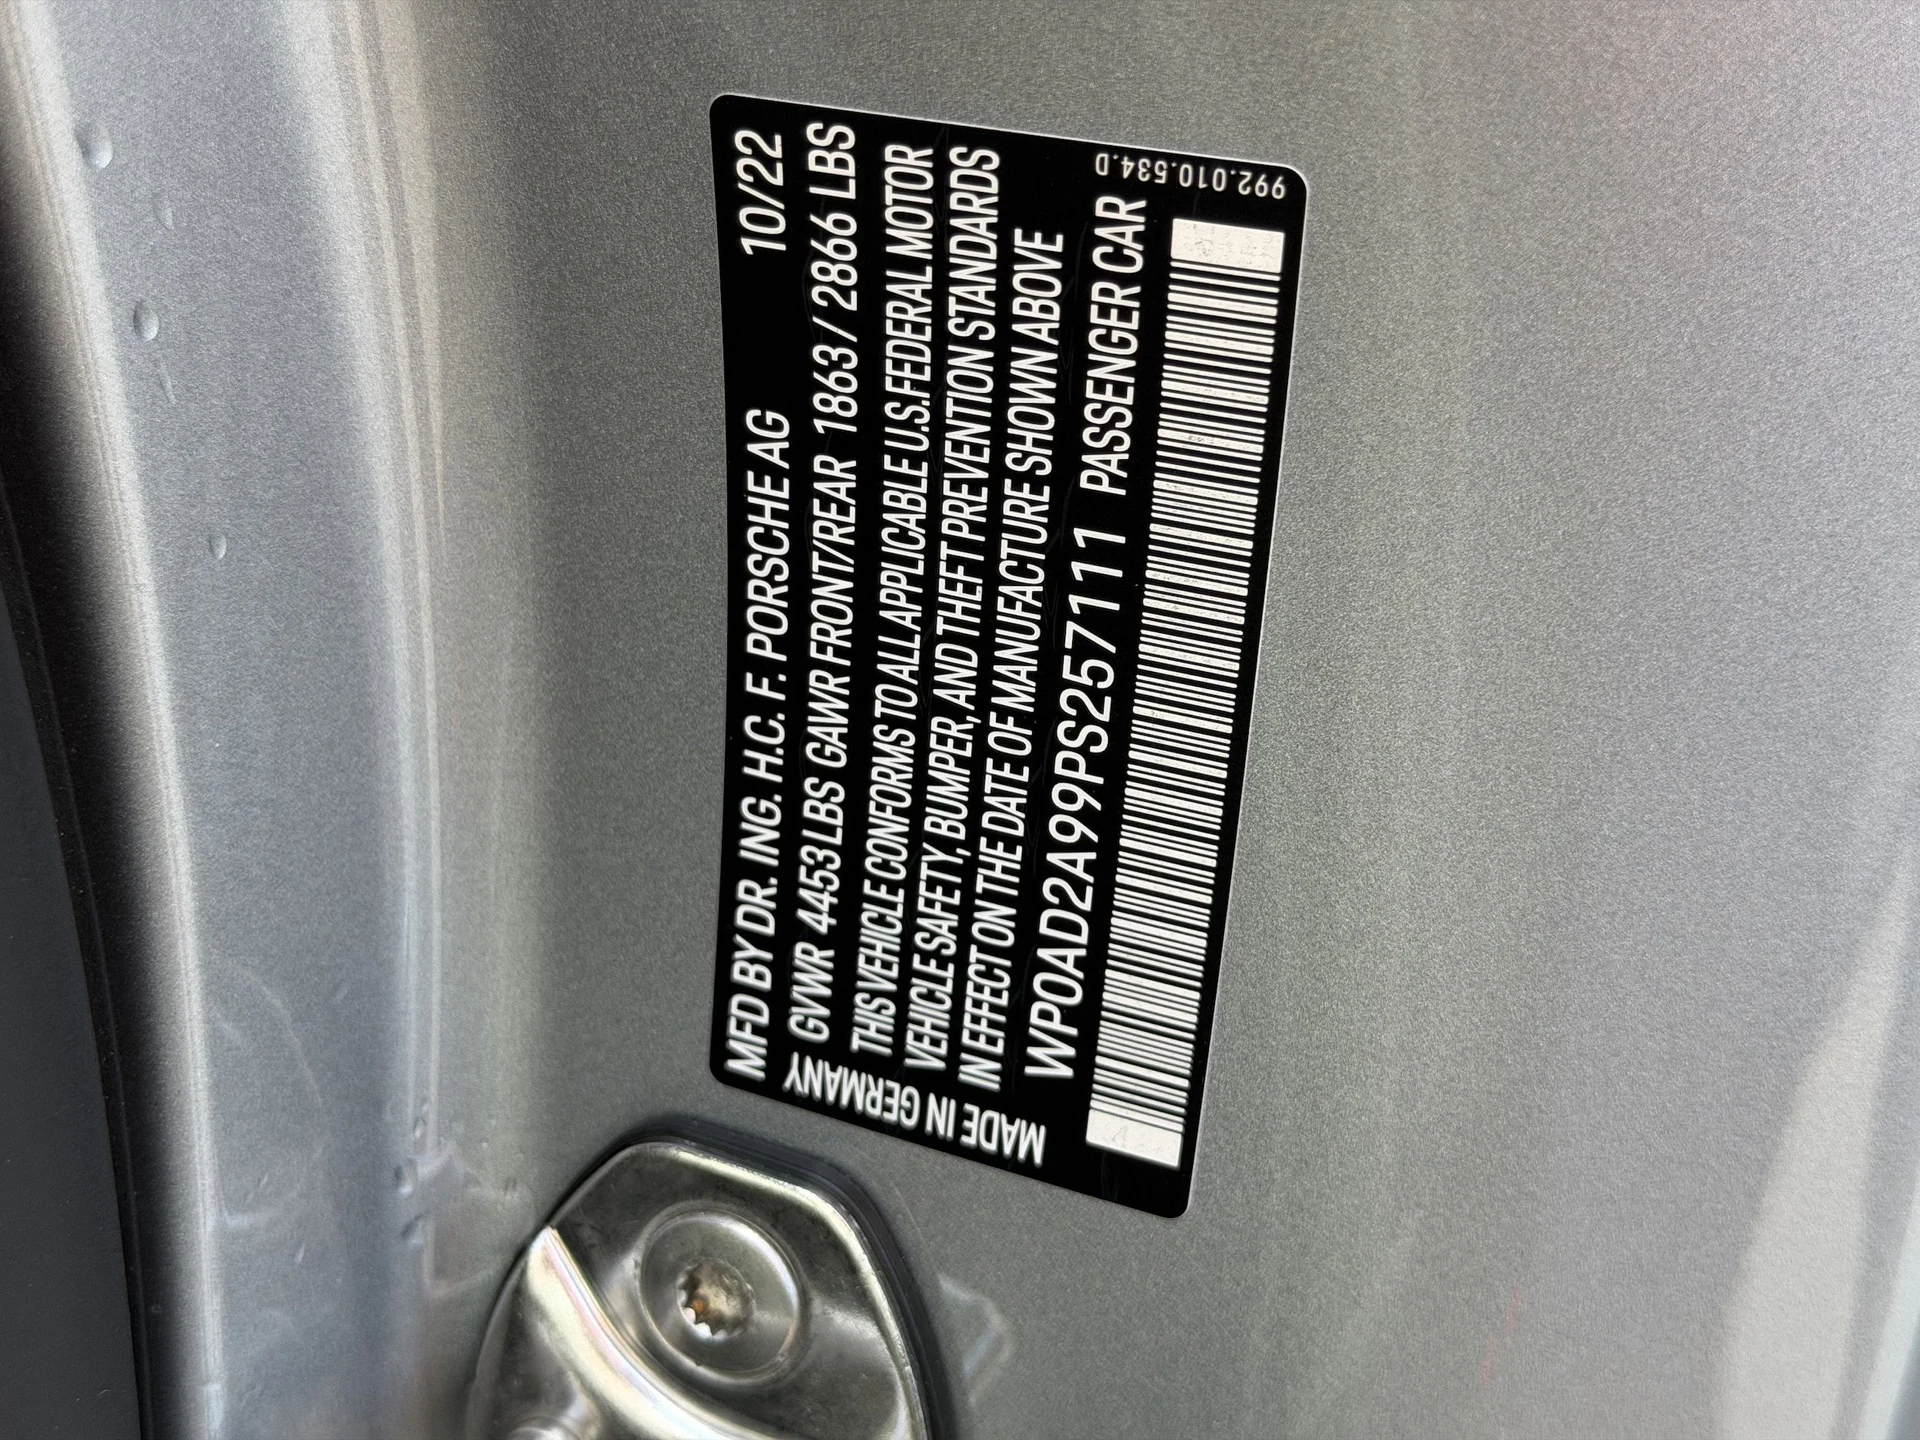 MFD BY DR. ING. H.C. F. PORSCHE AG 10/22
GVWR 4453 LBS GAWR FRONT/REAR 1863 / 2866 LBS
THIS VEHICLE CONFORMS TO ALL APPLICABLE U.S. FEDERAL MOTOR
VEHICLE SAFETY, BUMPER, AND THEFT PREVENTION STANDARDS
IN EFFECT ON THE DATE OF MANUFACTURE SHOWN ABOVE
WP0AD2A99PS257111 PASSENGER CAR
MADE IN GERMANY
992.010.534.D